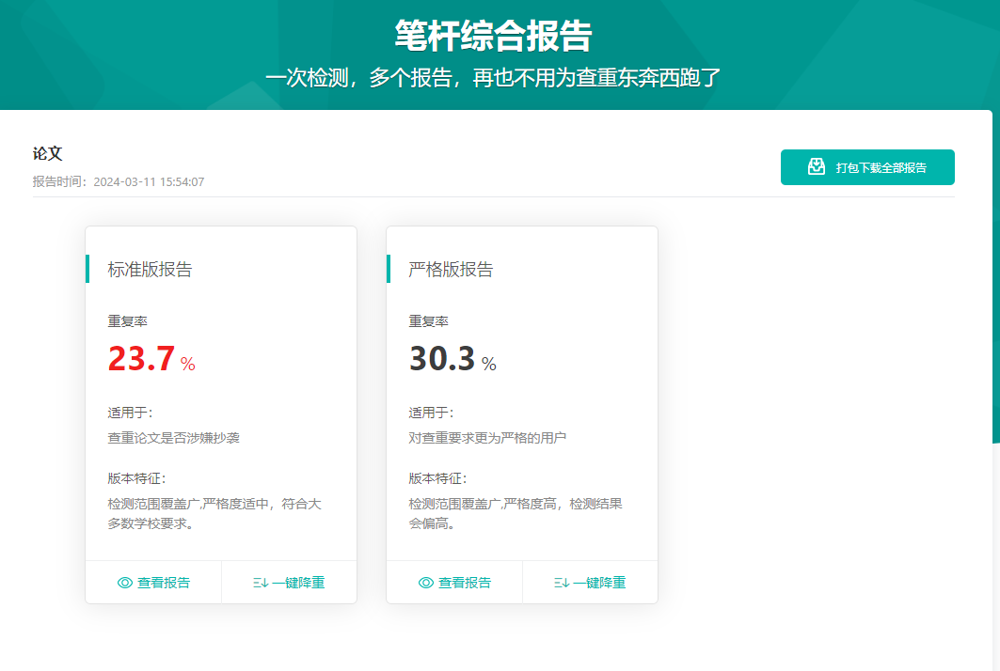 笔杆综合报告
一次检测，多个报告，再也不用为查重东奔西跑了
论文
报告时间：2024-03-11 15:54:07
打包下载全部报告
标准版报告
重复率
23.7 %
适用于：
查重论文是否涉嫌抄袭
版本特征：
检测范围覆盖广,严格度适中，符合大
多数学校要求。
查看报告
一键降重
严格版报告
重复率
30.3 %
适用于：
对查重要求更为严格的用户
版本特征：
检测范围覆盖广,严格度高，检测结果
会偏高。
查看报告
一键降重